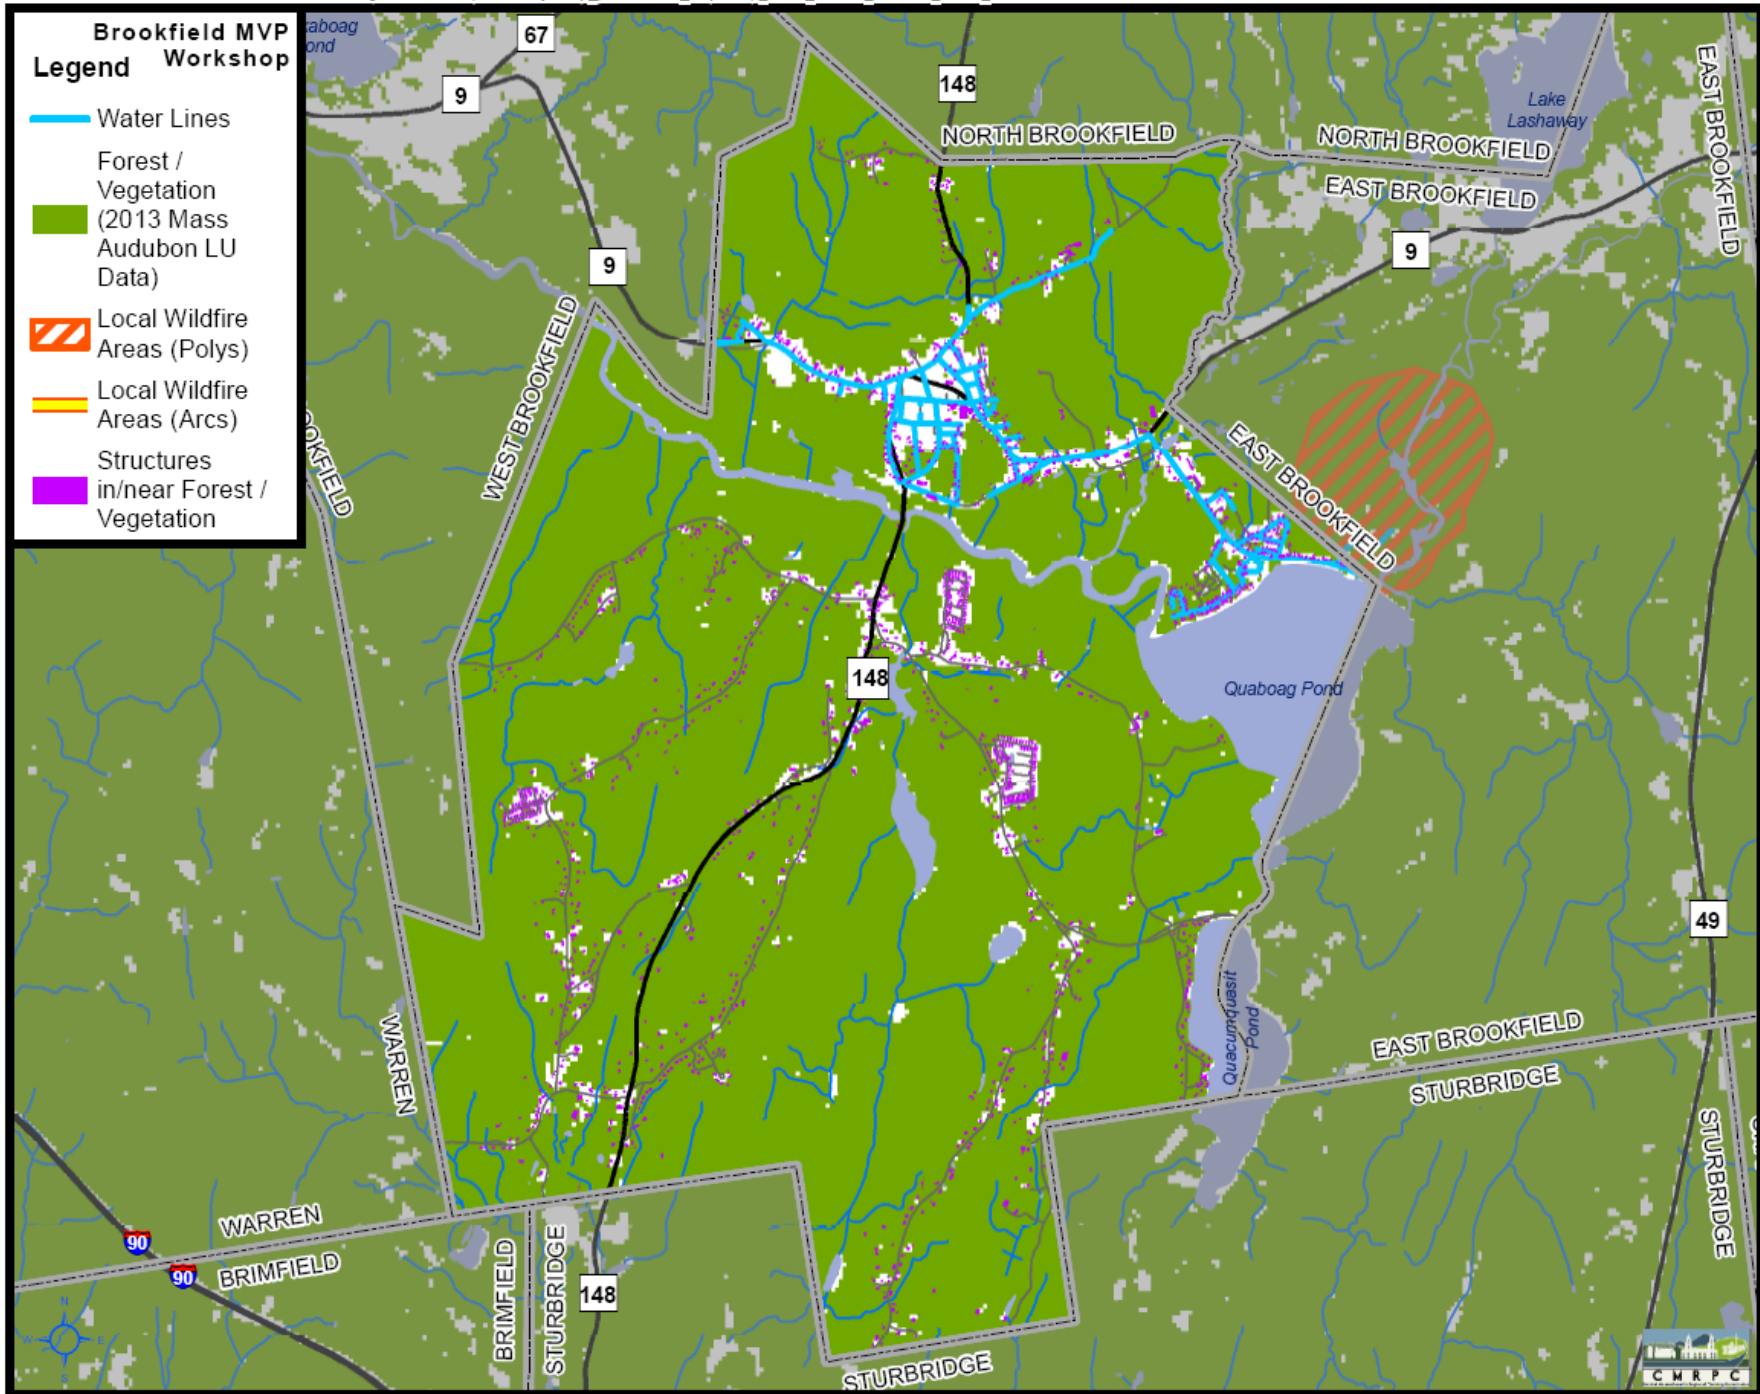 Brookfield MVP
Workshop
Legend
Water Lines
Forest /
Vegetation
(2013 Mass
Audubon LU
Data)
Local Wildfire
Areas (Polys)
Local Wildfire
Areas (Arcs)
Structures
in/near Forest /
Vegetation
aboag
ond
67
9
148
NORTH BROOKFIELD
NORTH BROOKFIELD
Lake
Lashaway
EAST BROOKFIELD
EAST BROOKFIELD
9
9
WEST BROOKFIELD
OOKFIELD
EAST BROOKFIELD
148
Quaboag Pond
49
Quacumquasit
Pond
WARREN
EAST BROOKFIELD
STURBRIDGE
STURBRIDGE
WARREN
90
90
BRIMFIELD
BRIMFIELD
STURBRIDGE
148
STURBRIDGE
N
W
E
S
CMRPC